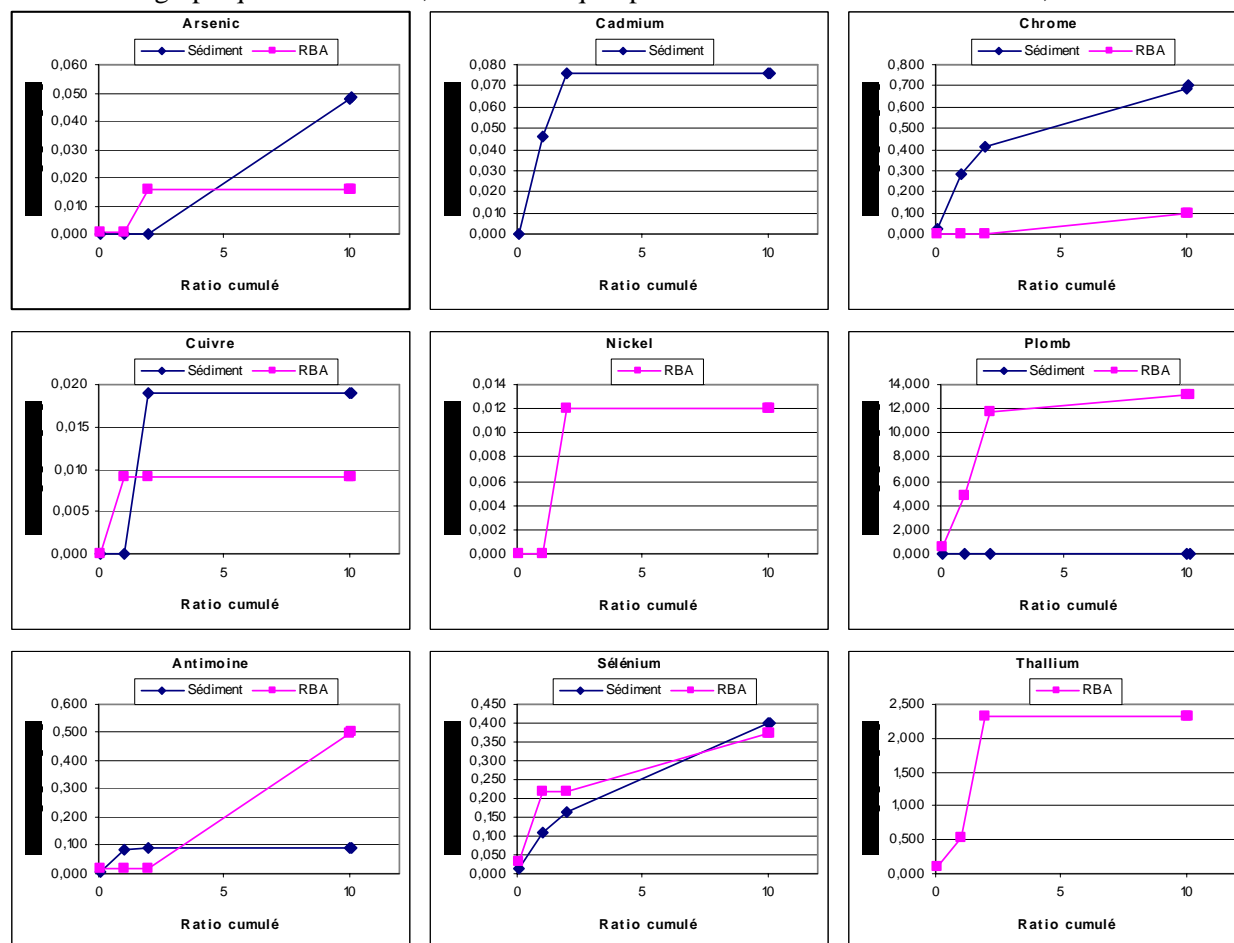 Arsenic
Sédiment RBA
0,060
0,050
0,040
0,030
0,020
0,010
0,000
0 5 10
Ratio cumulé
Cadmium
Sédiment
0,080
0,070
0,060
0,050
0,040
0,030
0,020
0,010
0,000
0 5 10
Ratio cumulé
Chrome
Sédiment RBA
0,800
0,700
0,600
0,500
0,400
0,300
0,200
0,100
0,000
0 5 10
Ratio cumulé
Cuivre
Sédiment RBA
0,020
0,015
0,010
0,005
0,000
0 5 10
Ratio cumulé
Nickel
RBA
0,014
0,012
0,010
0,008
0,006
0,004
0,002
0,000
0 5 10
Ratio cumulé
Plomb
Sédiment RBA
14,000
12,000
10,000
8,000
6,000
4,000
2,000
0,000
0 5 10
Ratio cumulé
Antimoine
Sédiment RBA
0,600
0,500
0,400
0,300
0,200
0,100
0,000
0 5 10
Ratio cumulé
Sélénium
Sédiment RBA
0,450
0,400
0,350
0,300
0,250
0,200
0,150
0,100
0,050
0,000
0 5 10
Ratio cumulé
Thallium
RBA
2,500
2,000
1,500
1,000
0,500
0,000
0 5 10
Ratio cumulé